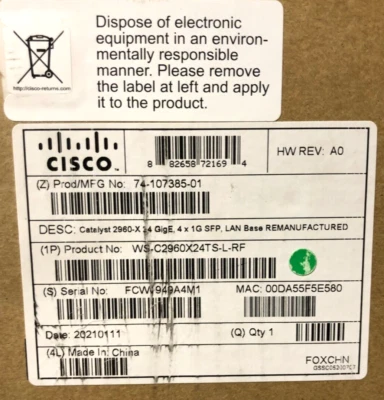 Dispose of electronic
equipment in an environ-
mentally responsible
manner. Please remove
the label at left and apply
it to the product.
http://cisco-returns.com
CISCO
8 82658 72169 4
HW REV: A0
(Z) Prod/MFG No: 74-107385-01
DESC: Catalyst 2960-X 24 GigE, 4 x 1G SFP, LAN Base REMANUFACTURED
(1P) Product No: WS-C2960X24TS-L-RF
(S) Serial No: 949A4M1
MAC: 00DA55F5E580
Date: 20210111
(Q) Qty 1
(4L) Made In: China
FOXCHN